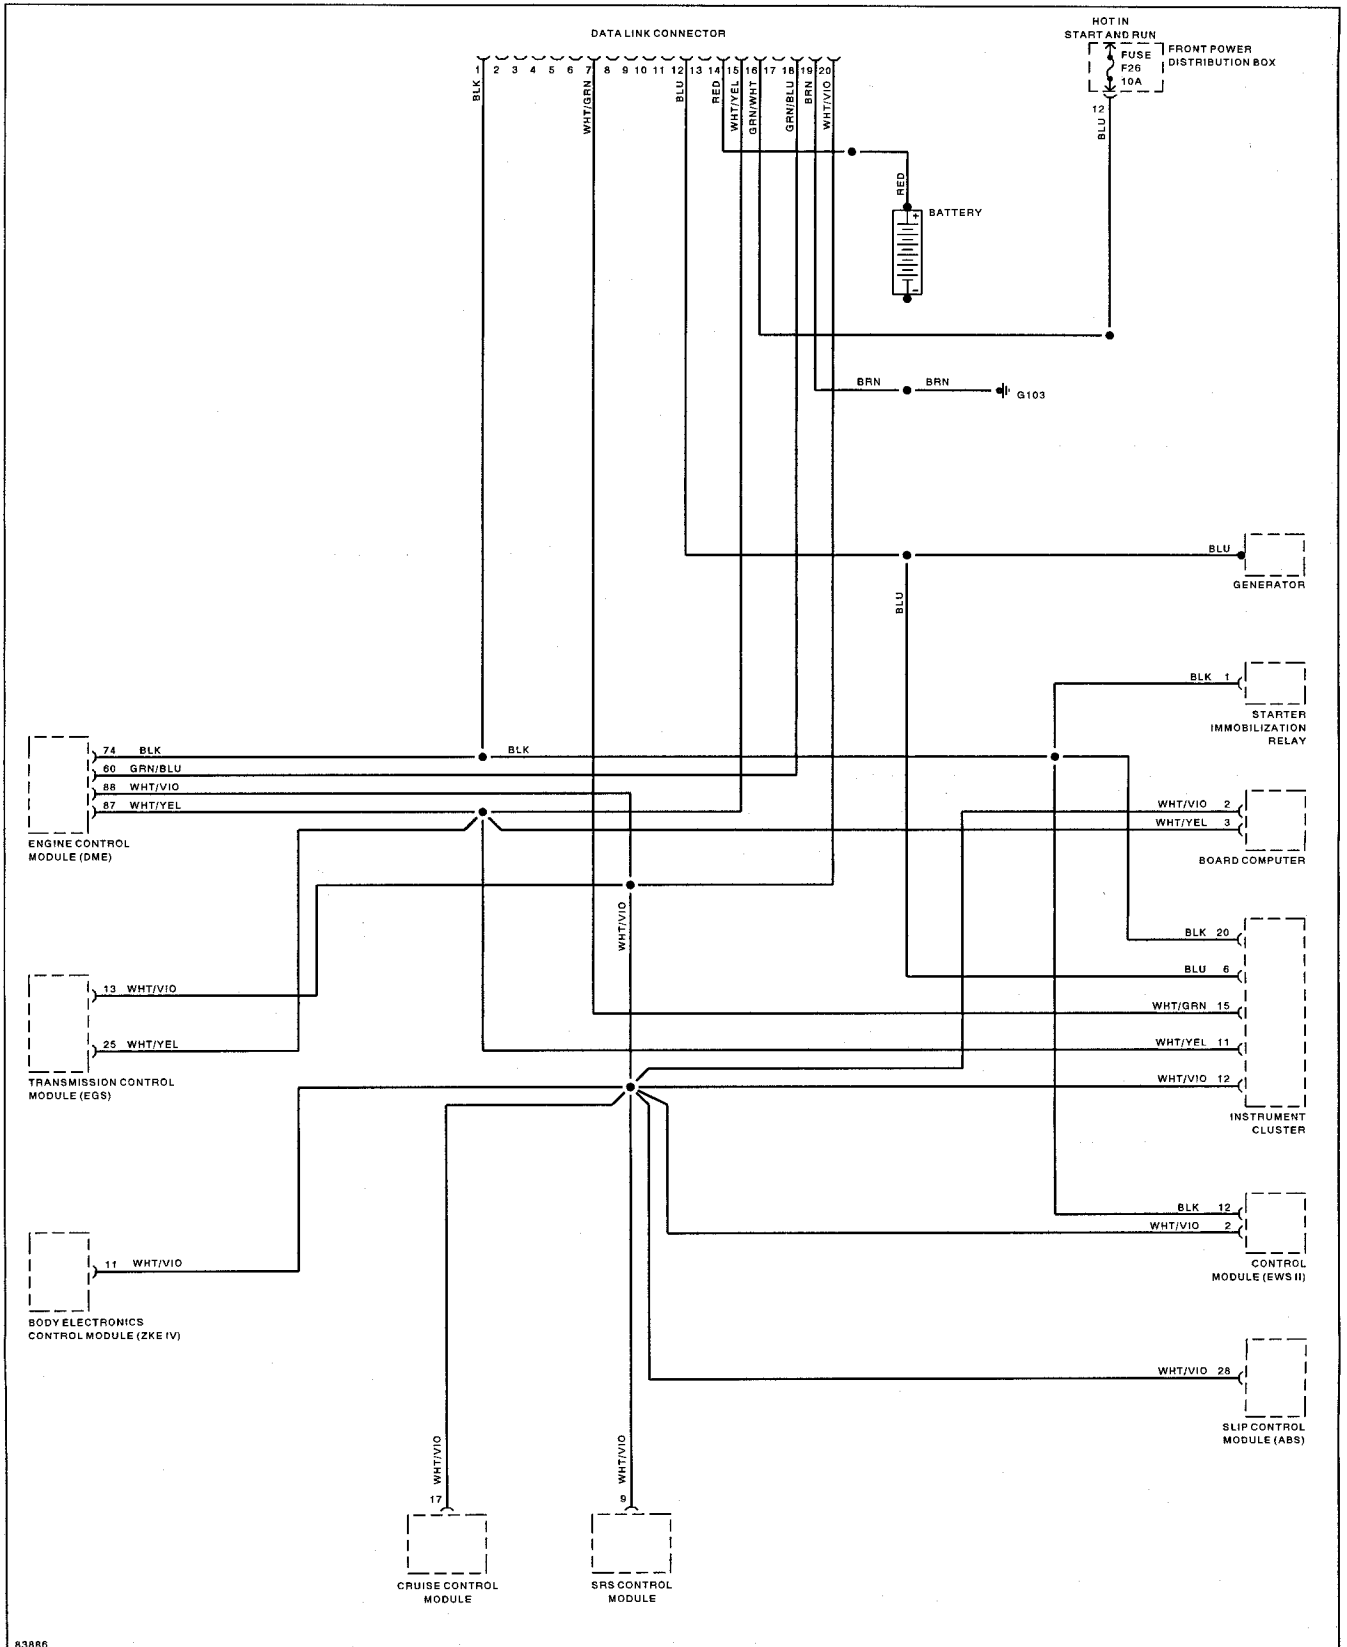 HOT IN
START AND RUN
DATA LINK CONNECTOR
FUSE
F26
10A
FRONT POWER
DISTRIBUTION BOX
1 2 3 4 5 6 7 8 9 10 11 12 13 14 15 16 17 18 19 20
BLK
WHT/GRN
BLU
RED
WHT/YEL
GRN/WHT
GRN/BLU
BRN
WHT/VIO
12
BLU
RED
BATTERY
+
-
BRN
BRN
G103
BLU
GENERATOR
BLU
BLK 1
STARTER
IMMOBILIZATION
RELAY
74 BLK
BLK
60 GRN/BLU
88 WHT/VIO
87 WHT/YEL
ENGINE CONTROL
MODULE (DME)
WHT/VIO 2
WHT/YEL 3
BOARD COMPUTER
WHT/VIO
BLK 20
BLU 6
WHT/GRN 15
WHT/YEL 11
WHT/VIO 12
INSTRUMENT
CLUSTER
13 WHT/VIO
25 WHT/YEL
TRANSMISSION CONTROL
MODULE (EGS)
BLK 12
WHT/VIO 2
CONTROL
MODULE (EWS II)
11 WHT/VIO
BODY ELECTRONICS
CONTROL MODULE (ZKE IV)
WHT/VIO 28
SLIP CONTROL
MODULE (ABS)
WHT/VIO
17
WHT/VIO
9
CRUISE CONTROL
MODULE
SRS CONTROL
MODULE
83886